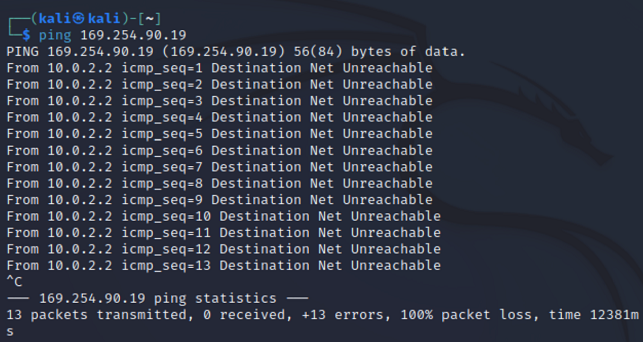 ┌──(kali㉿kali)-[~]
└─$ ping 169.254.90.19
PING 169.254.90.19 (169.254.90.19) 56(84) bytes of data.
From 10.0.2.2 icmp_seq=1 Destination Net Unreachable
From 10.0.2.2 icmp_seq=2 Destination Net Unreachable
From 10.0.2.2 icmp_seq=3 Destination Net Unreachable
From 10.0.2.2 icmp_seq=4 Destination Net Unreachable
From 10.0.2.2 icmp_seq=5 Destination Net Unreachable
From 10.0.2.2 icmp_seq=6 Destination Net Unreachable
From 10.0.2.2 icmp_seq=7 Destination Net Unreachable
From 10.0.2.2 icmp_seq=8 Destination Net Unreachable
From 10.0.2.2 icmp_seq=9 Destination Net Unreachable
From 10.0.2.2 icmp_seq=10 Destination Net Unreachable
From 10.0.2.2 icmp_seq=11 Destination Net Unreachable
From 10.0.2.2 icmp_seq=12 Destination Net Unreachable
From 10.0.2.2 icmp_seq=13 Destination Net Unreachable
^C
--- 169.254.90.19 ping statistics ---
13 packets transmitted, 0 received, +13 errors, 100% packet loss, time 12381m
s